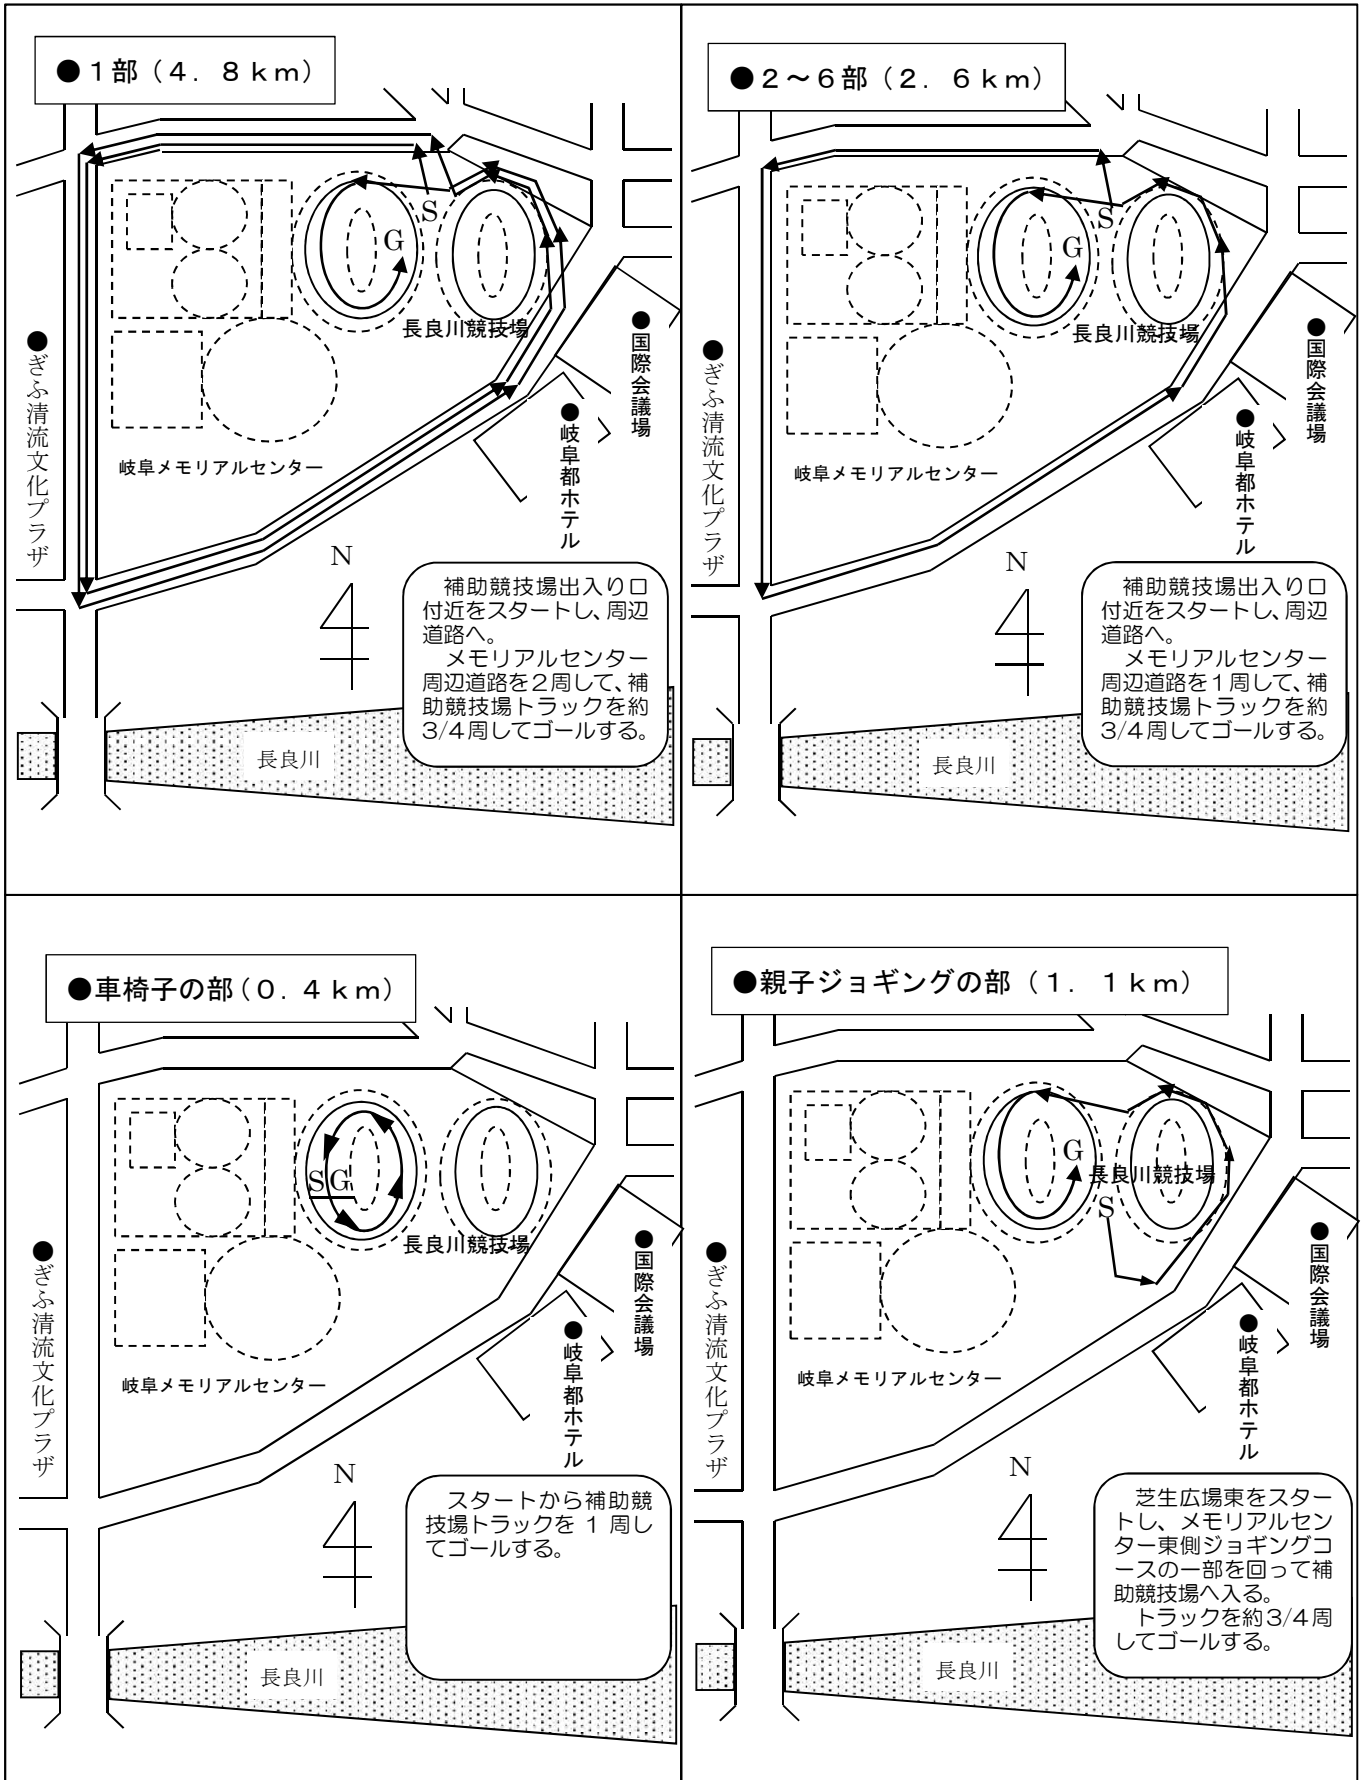 ●１部（４．８ｋｍ）
S
G
長良川競技場
●国際会議場
●ぎふ清流文化プラザ
●岐阜都ホテル
岐阜メモリアルセンター
N
補助競技場出入り口
付近をスタートし、周辺
道路へ。
メモリアルセンター
周辺道路を２周して、補
助競技場トラックを約
3/4周してゴールする。
長良川
●２～６部（２．６ｋｍ）
S
G
長良川競技場
●国際会議場
●ぎふ清流文化プラザ
●岐阜都ホテル
岐阜メモリアルセンター
N
補助競技場出入り口
付近をスタートし、周辺
道路へ。
メモリアルセンター
周辺道路を１周して、補
助競技場トラックを約
3/4周してゴールする。
長良川
●車椅子の部（０．４ｋｍ）
S G
長良川競技場
●国際会議場
●ぎふ清流文化プラザ
●岐阜都ホテル
岐阜メモリアルセンター
N
スタートから補助競
技場トラックを 1 周し
てゴールする。
長良川
●親子ジョギングの部（１．１ｋｍ）
G
長良川競技場
S
●国際会議場
●ぎふ清流文化プラザ
●岐阜都ホテル
岐阜メモリアルセンター
N
芝生広場東をスター
トし、メモリアルセン
ター東側ジョギングコ
ースの一部を回って補
助競技場へ入る。
トラックを約3/4周
してゴールする。
長良川